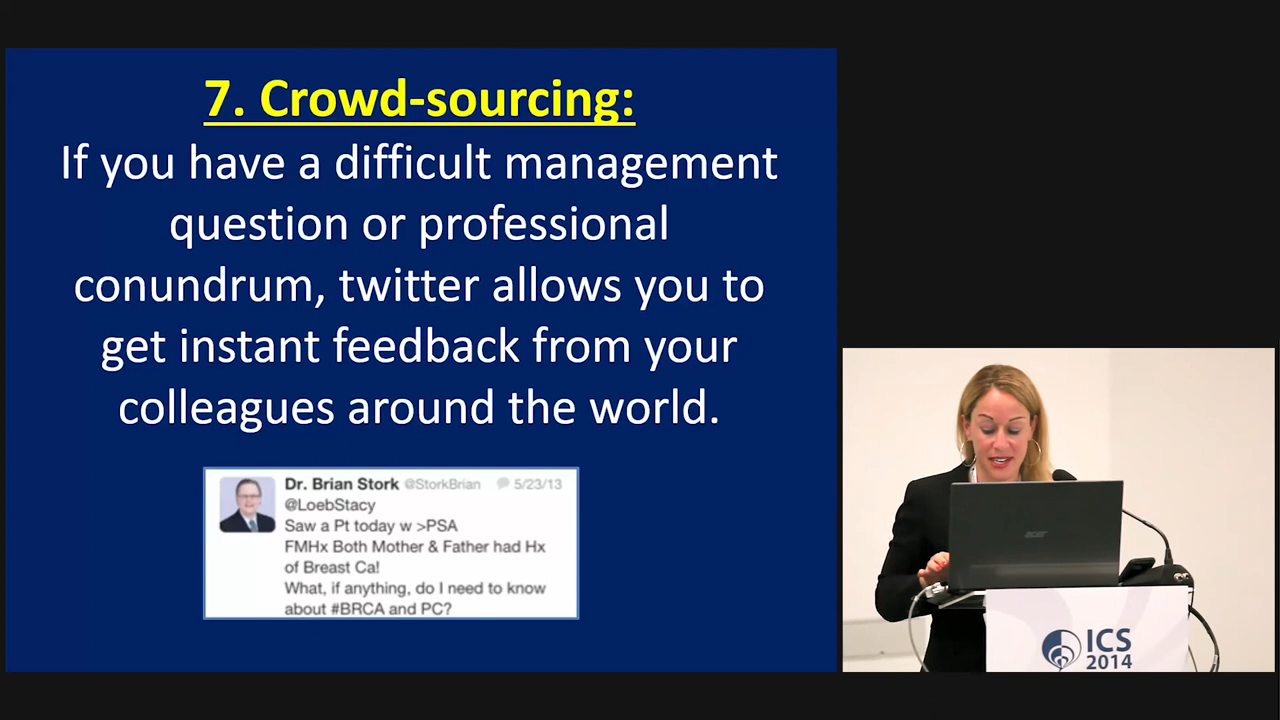 7. Crowd-sourcing:
If you have a difficult management
question or professional
conundrum, twitter allows you to
get instant feedback from your
colleagues around the world.
Dr. Brian Stork @StorkBrian 5/23/13
@LoebStacy
Saw a Pt today w >PSA
FMHx Both Mother & Father had Hx
of Breast Ca!
What, if anything, do I need to know
about #BRCA and PC?
acer
ICS
2014